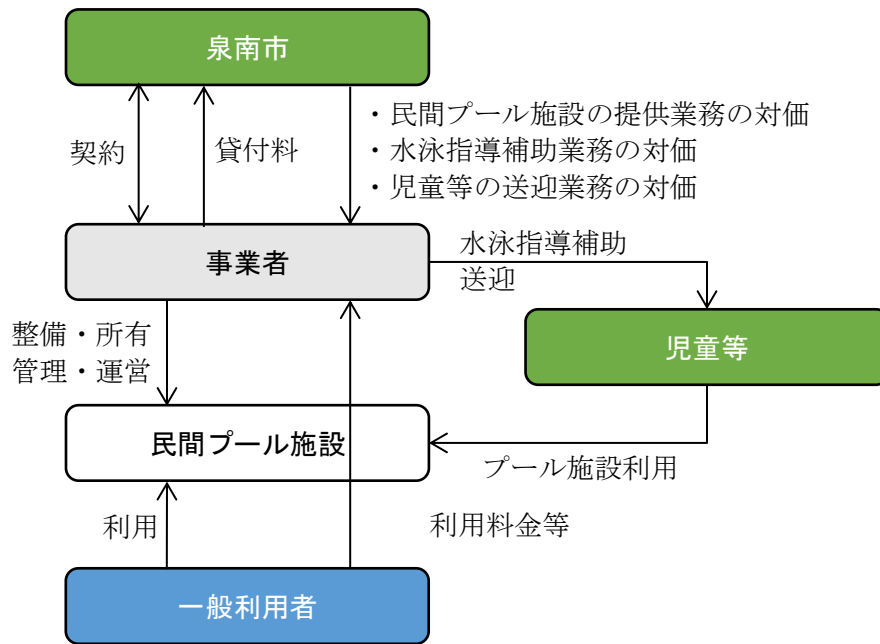 泉南市
契約
貸付料
・民間プール施設の提供業務の対価
・水泳指導補助業務の対価
・児童等の送迎業務の対価
事業者
水泳指導補助
送迎
整備・所有
管理・運営
児童等
民間プール施設
プール施設利用
利用
利用料金等
一般利用者